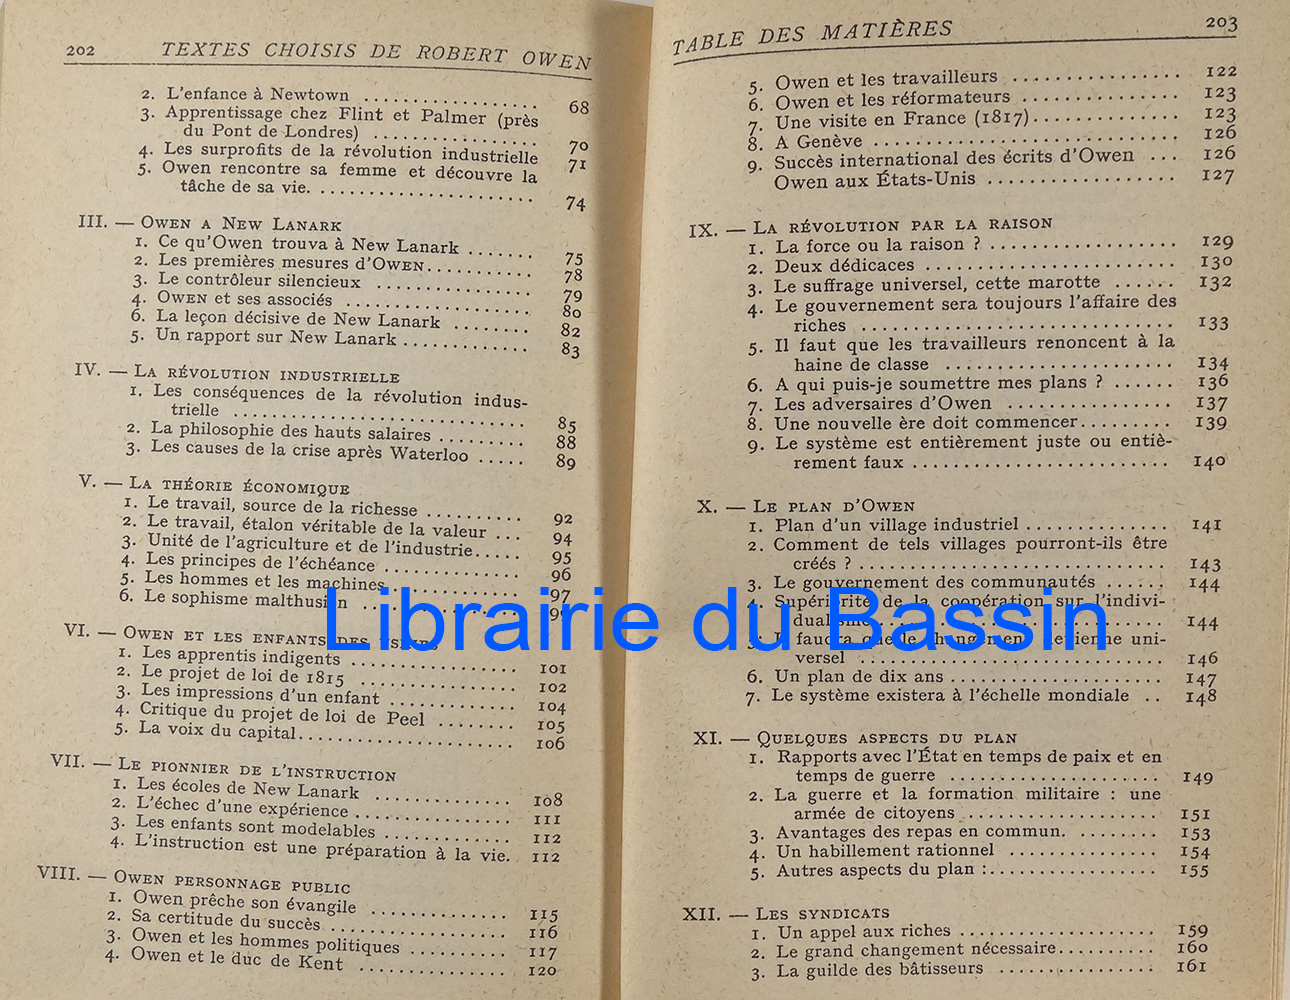 202 TEXTES CHOISIS DE ROBERT OWEN
2. L'enfance à Newtown .................. 68
3. Apprentissage chez Flint et Palmer (près
du Pont de Londres) ................ 70
4. Les surprofits de la révolution industrielle 71
5. Owen rencontre sa femme et découvre la
tâche de sa vie. ...................... 74
III. — OWEN A NEW LANARK
1. Ce qu'Owen trouva à New Lanark ....... 75
2. Les premières mesures d'OWEN........... 78
3. Le contrôleur silencieux ................ 79
4. OWEN et ses associés ................... 80
6. La leçon décisive de New Lanark ........ 82
5. Un rapport sur New Lanark............. 83
IV. — LA RÉVOLUTION INDUSTRIELLE
1. Les conséquences de la révolution indus-
trielle .............................. 85
2. La philosophie des hauts salaires ......... 88
3. Les causes de la crise après Waterloo ..... 89
V. — LA THÉORIE ÉCONOMIQUE
1. Le travail, source de la richesse .......... 92
2. Le travail, étalon véritable de la valeur ... 94
3. Unité de l'agriculture et de l'industrie..... 95
4. Les principes de l'échéance .............. 96
5. Les hommes et les machines............. 97
6. Le sophisme malthusien ................
VI. — OWEN ET LES ENFANTS DES USINES
1. Les apprentis indigents ................. 101
2. Le projet de loi de 1815 ................ 102
3. Les impressions d'un enfant ............. 104
4. Critique du projet de loi de Peel ........ 105
5. La voix du capital...................... 106
VII. — LE PIONNIER DE L'INSTRUCTION
1. Les écoles de New Lanark .............. 108
2. L'échec d'une expérience................ 111
3. Les enfants sont modelables ............. 112
4. L'instruction est une préparation à la vie. 112
VIII. — OWEN PERSONNAGE PUBLIC
1. Owen prêche son évangile .............. 115
2. Sa certitude du succès .................. 116
3. Owen et les hommes politiques .......... 117
4. Owen et le duc de Kent ............... 120
TABLE DES MATIÈRES 203
5. Owen et les travailleurs ................ 122
6. Owen et les réformateurs ............... 123
7. Une visite en France (1817).............. 123
8. A Genève ............................. 126
9. Succès international des écrits d'Owen ... 126
Owen aux États-Unis .................. 127
IX. — LA RÉVOLUTION PAR LA RAISON
1. La force ou la raison ? .................. 129
2. Deux dédicaces ........................ 130
3. Le suffrage universel, cette marotte ...... 132
4. Le gouvernement sera toujours l'affaire des
riches .............................. 133
5. Il faut que les travailleurs renoncent à la
haine de classe ...................... 134
6. A qui puis-je soumettre mes plans ? ...... 136
7. Les adversaires d'Owen ................ 137
8. Une nouvelle ère doit commencer......... 139
9. Le système est entièrement juste ou entiè-
rement faux ......................... 140
X. — LE PLAN D'OWEN
1. Plan d'un village industriel .............. 141
2. Comment de tels villages pourront-ils être
créés ? .............................. 143
3. Le gouvernement des communautés ...... 144
4. Supériorité de la coopération sur l'indivi-
dualisme ............................ 144
5. Il faudra que le changement devienne uni-
versel .............................. 146
6. Un plan de dix ans ..................... 147
7. Le système existera à l'échelle mondiale .. 148
XI. — QUELQUES ASPECTS DU PLAN
1. Rapports avec l'État en temps de paix et en
temps de guerre ..................... 149
2. La guerre et la formation militaire : une
armée de citoyens ................... 151
3. Avantages des repas en commun. ........ 153
4. Un habillement rationnel ............... 154
5. Autres aspects du plan :................. 155
XII. — LES SYNDICATS
1. Un appel aux riches .................... 159
2. Le grand changement nécessaire.......... 160
3. La guilde des bâtisseurs ................ 161
Librairie du Bassin